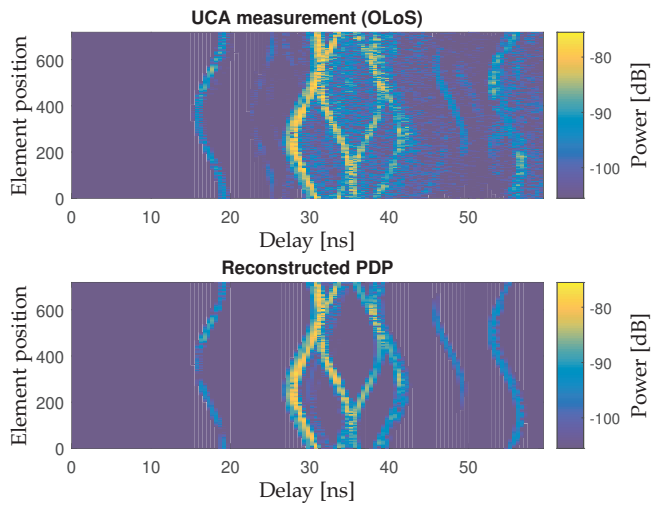 UCA measurement (OLoS)
600
400
200
0
Element position
0 10 20 30 40 50
Delay [ns]
-80
-90
-100
Power [dB]
Reconstructed PDP
600
400
200
0
Element position
0 10 20 30 40 50
Delay [ns]
-80
-90
-100
Power [dB]